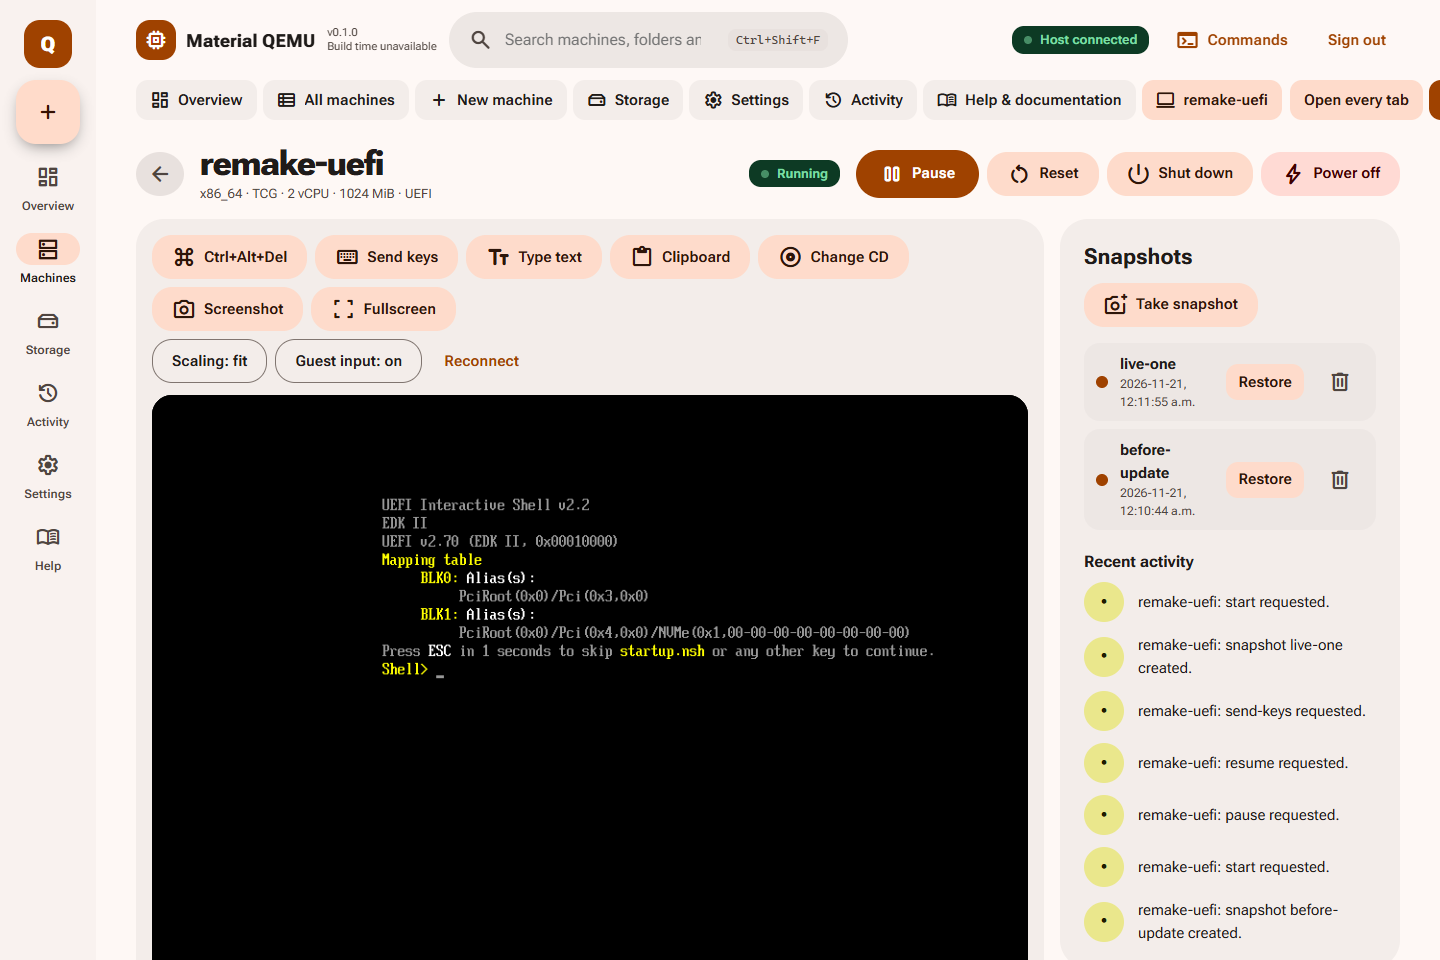 Q
Material QEMU
v0.1.0
Build time unavailable
Search machines, folders an
Ctrl+Shift+F
Host connected
Commands
Sign out
Overview
All machines
New machine
Storage
Settings
Activity
Help & documentation
remake-uefi
Open every tab
Overview
Machines
Storage
Activity
Settings
Help
remake-uefi
x86_64 · TCG · 2 vCPU · 1024 MiB · UEFI
Running
Pause
Reset
Shut down
Power off
Ctrl+Alt+Del
Send keys
Type text
Clipboard
Change CD
Screenshot
Fullscreen
Scaling: fit
Guest input: on
Reconnect
UEFI Interactive Shell v2.2
EDK II
UEFI v2.70 (EDK II, 0x00010000)
Mapping table
BLK0: Alias(s):
PciRoot(0x0)/Pci(0x3,0x0)
BLK1: Alias(s):
PciRoot(0x0)/Pci(0x4,0x0)/NVMe(0x1,00-00-00-00-00-00-00-00)
Press ESC in 1 seconds to skip startup.nsh or any other key to continue.
Shell> _
Snapshots
Take snapshot
live-one
2026-11-21,
12:11:55 a.m.
Restore
before-
update
2026-11-21,
12:10:44 a.m.
Restore
Recent activity
remake-uefi: start requested.
remake-uefi: snapshot live-one
created.
remake-uefi: send-keys requested.
remake-uefi: resume requested.
remake-uefi: pause requested.
remake-uefi: start requested.
remake-uefi: snapshot before-
update created.